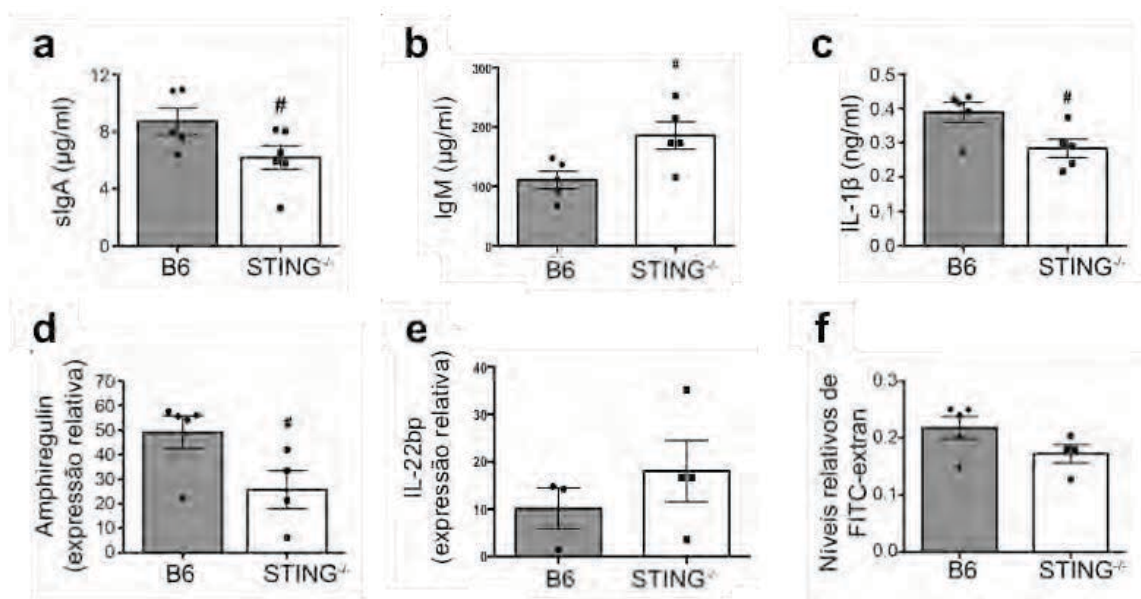 a
sIgA (µg/ml)
12
8
4
0
#
B6
STING-/-
b
IgM (µg/ml)
300
200
100
0
#
B6
STING-/-
c
IL-1β (ng/ml)
0.5
0.4
0.3
0.2
0.1
0.0
#
B6
STING-/-
d
Amphiregulin
(expressão relativa)
70
60
50
40
30
20
10
0
#
B6
STING-/-
e
IL-22bp
(expressão relativa)
40
30
20
10
0
B6
STING-/-
f
Níveis relativos de
FITC-extran
0.3
0.2
0.1
0.0
B6
STING-/-